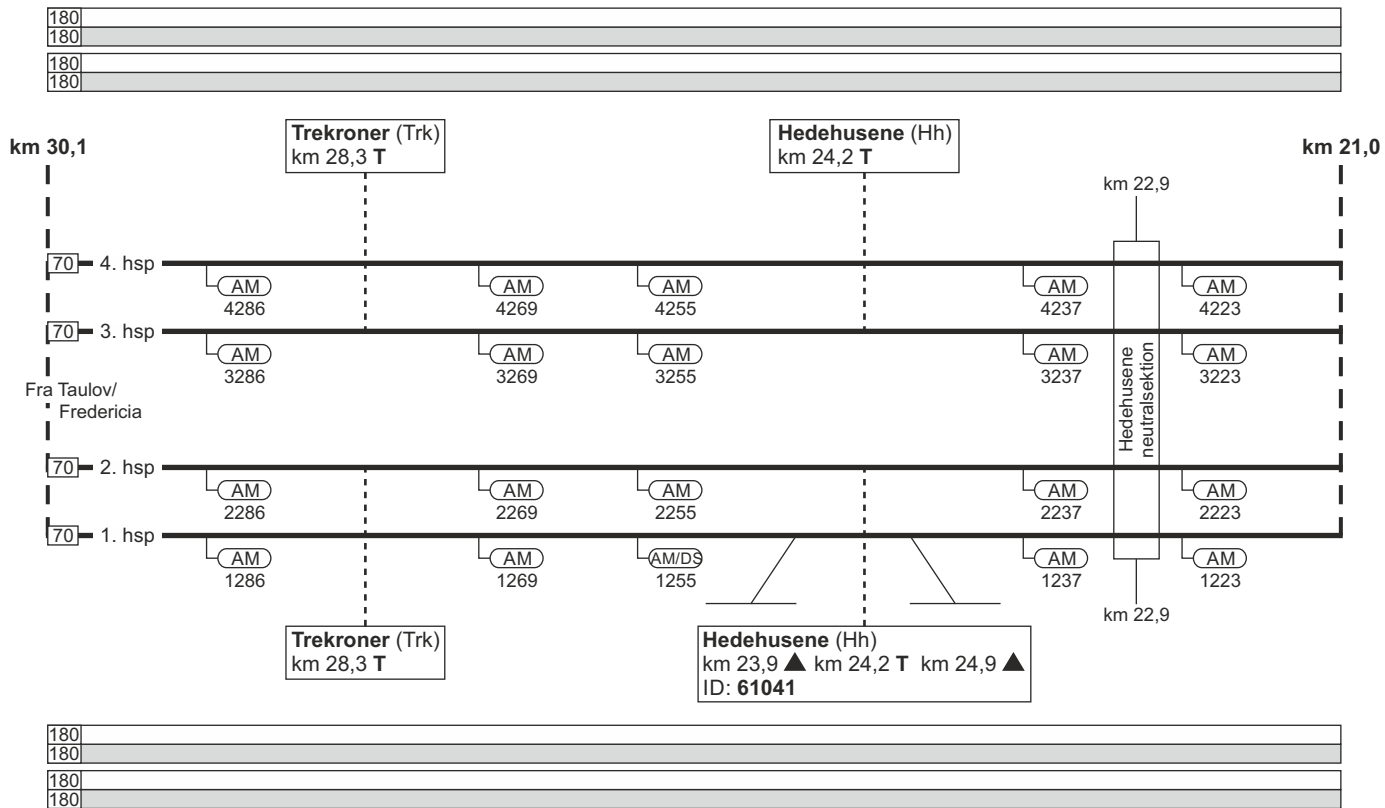 180
180
180
180
Trekroner (Trk)
km 28,3 T
Hedehusene (Hh)
km 24,2 T
km 30,1
km 21,0
km 22,9
70 4. hsp
AM AM AM AM AM
4286 4269 4255 4237 4223
70 3. hsp
AM AM AM AM AM
3286 3269 3255 3237 3223
Fra Taulov/
Fredericia
Hedehusene
neutralsektion
70 2. hsp
AM AM AM AM AM
2286 2269 2255 2237 2223
70 1. hsp
AM AM AM/DS AM AM
1286 1269 1255 1237 1223
km 22,9
Trekroner (Trk)
km 28,3 T
Hedehusene (Hh)
km 23,9 ▲ km 24,2 T km 24,9 ▲
ID: 61041
180
180
180
180